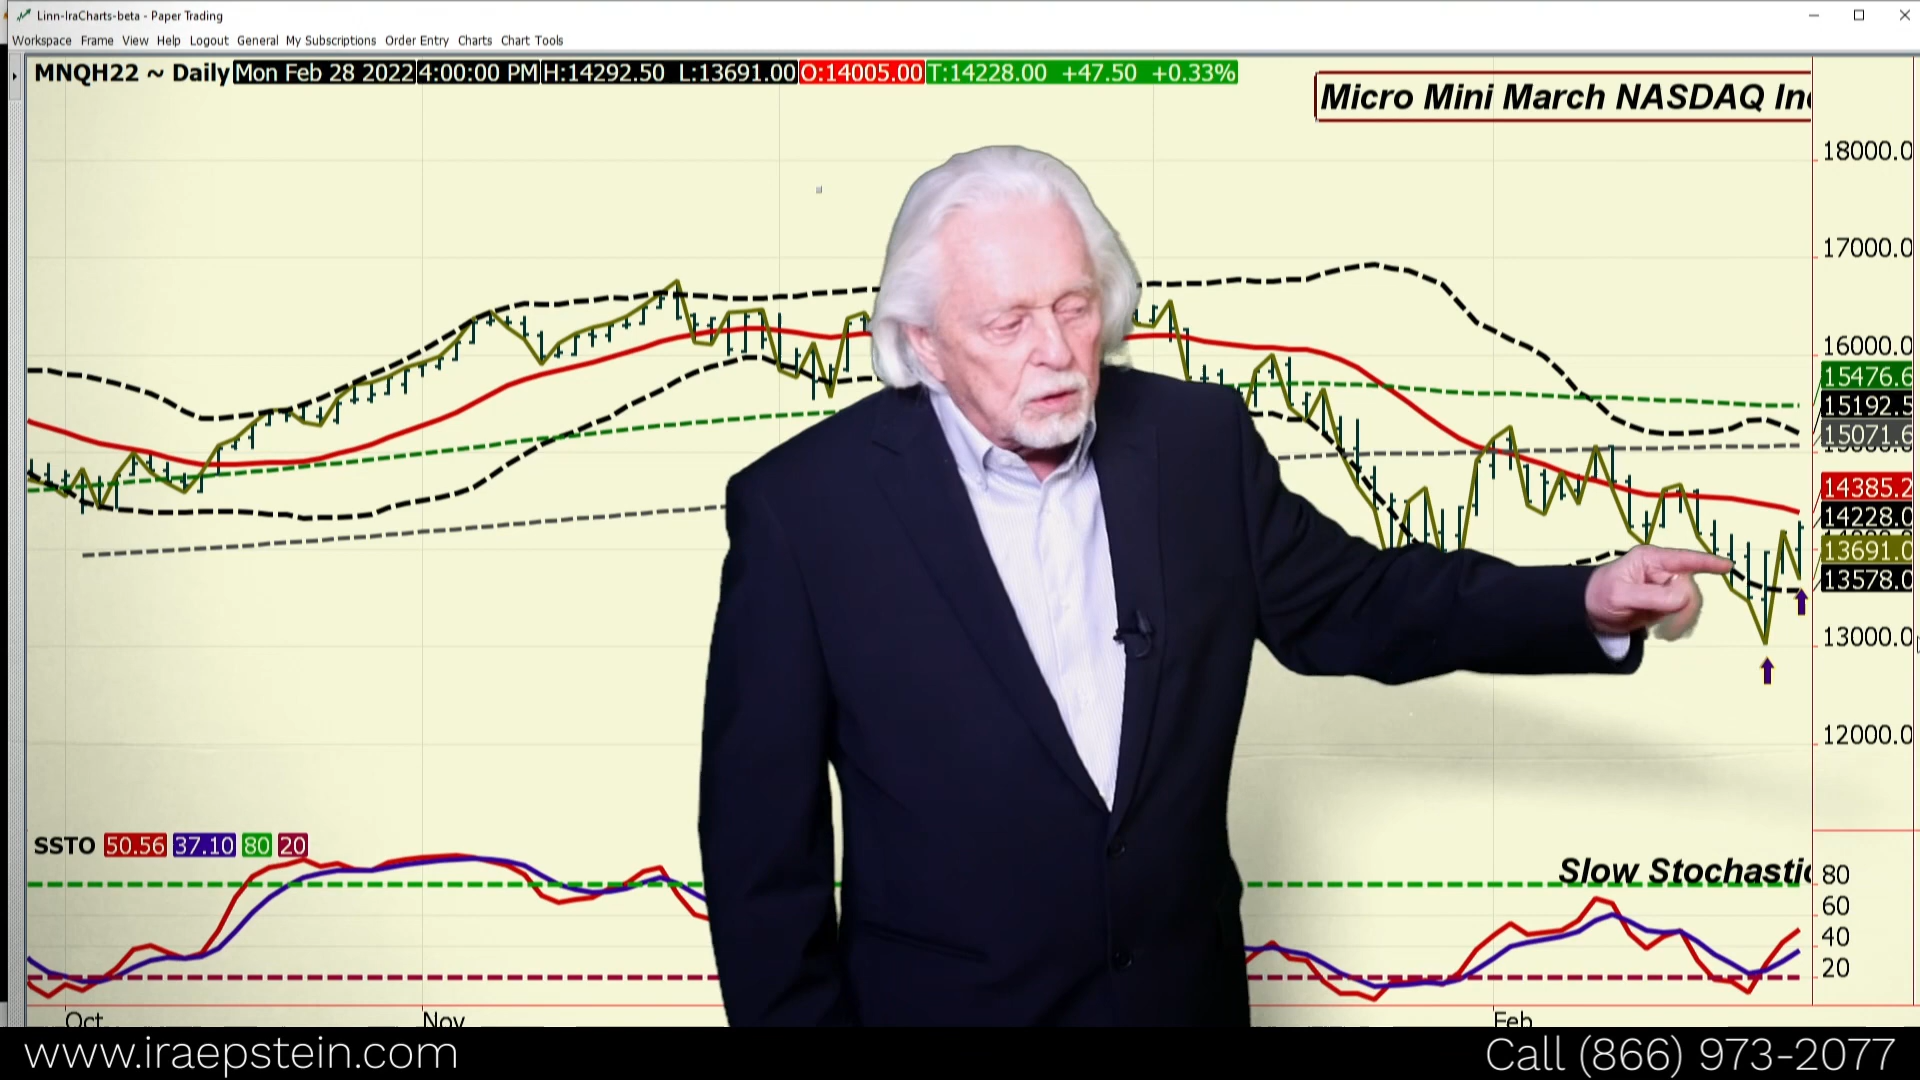 Linn-IraCharts-beta - Paper Trading
Workspace Frame View Help Logout General My Subscriptions Order Entry Charts Chart Tools
MNQH22 ~ Daily Mon Feb 28 2022 4:00:00 PM H:14292.50 L:13691.00 O:14005.00 T:14228.00 +47.50 +0.33%
Micro Mini March NASDAQ In
18000.0
17000.0
16000.0
15476.6
15192.5
15071.6
14385.2
14228.0
13691.0
13578.0
13000.0
12000.0
SSTO 50.56 37.10 80 20
Slow Stochastic
80
60
40
20
Oct Nov Feb
www.iraepstein.com
Call (866) 973-2077